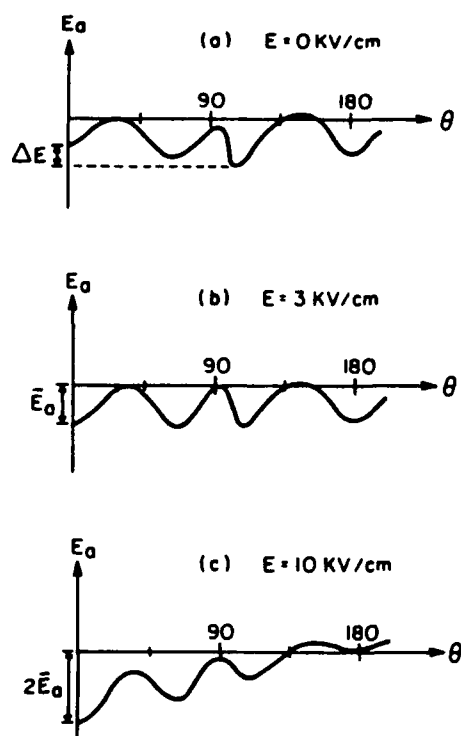 Ea
(a) E = 0 KV/cm
90
180
θ
ΔE
Ea
(b) E = 3 KV/cm
90
180
θ
Ēa
Ea
(c) E = 10 KV/cm
90
180
θ
2Ēa